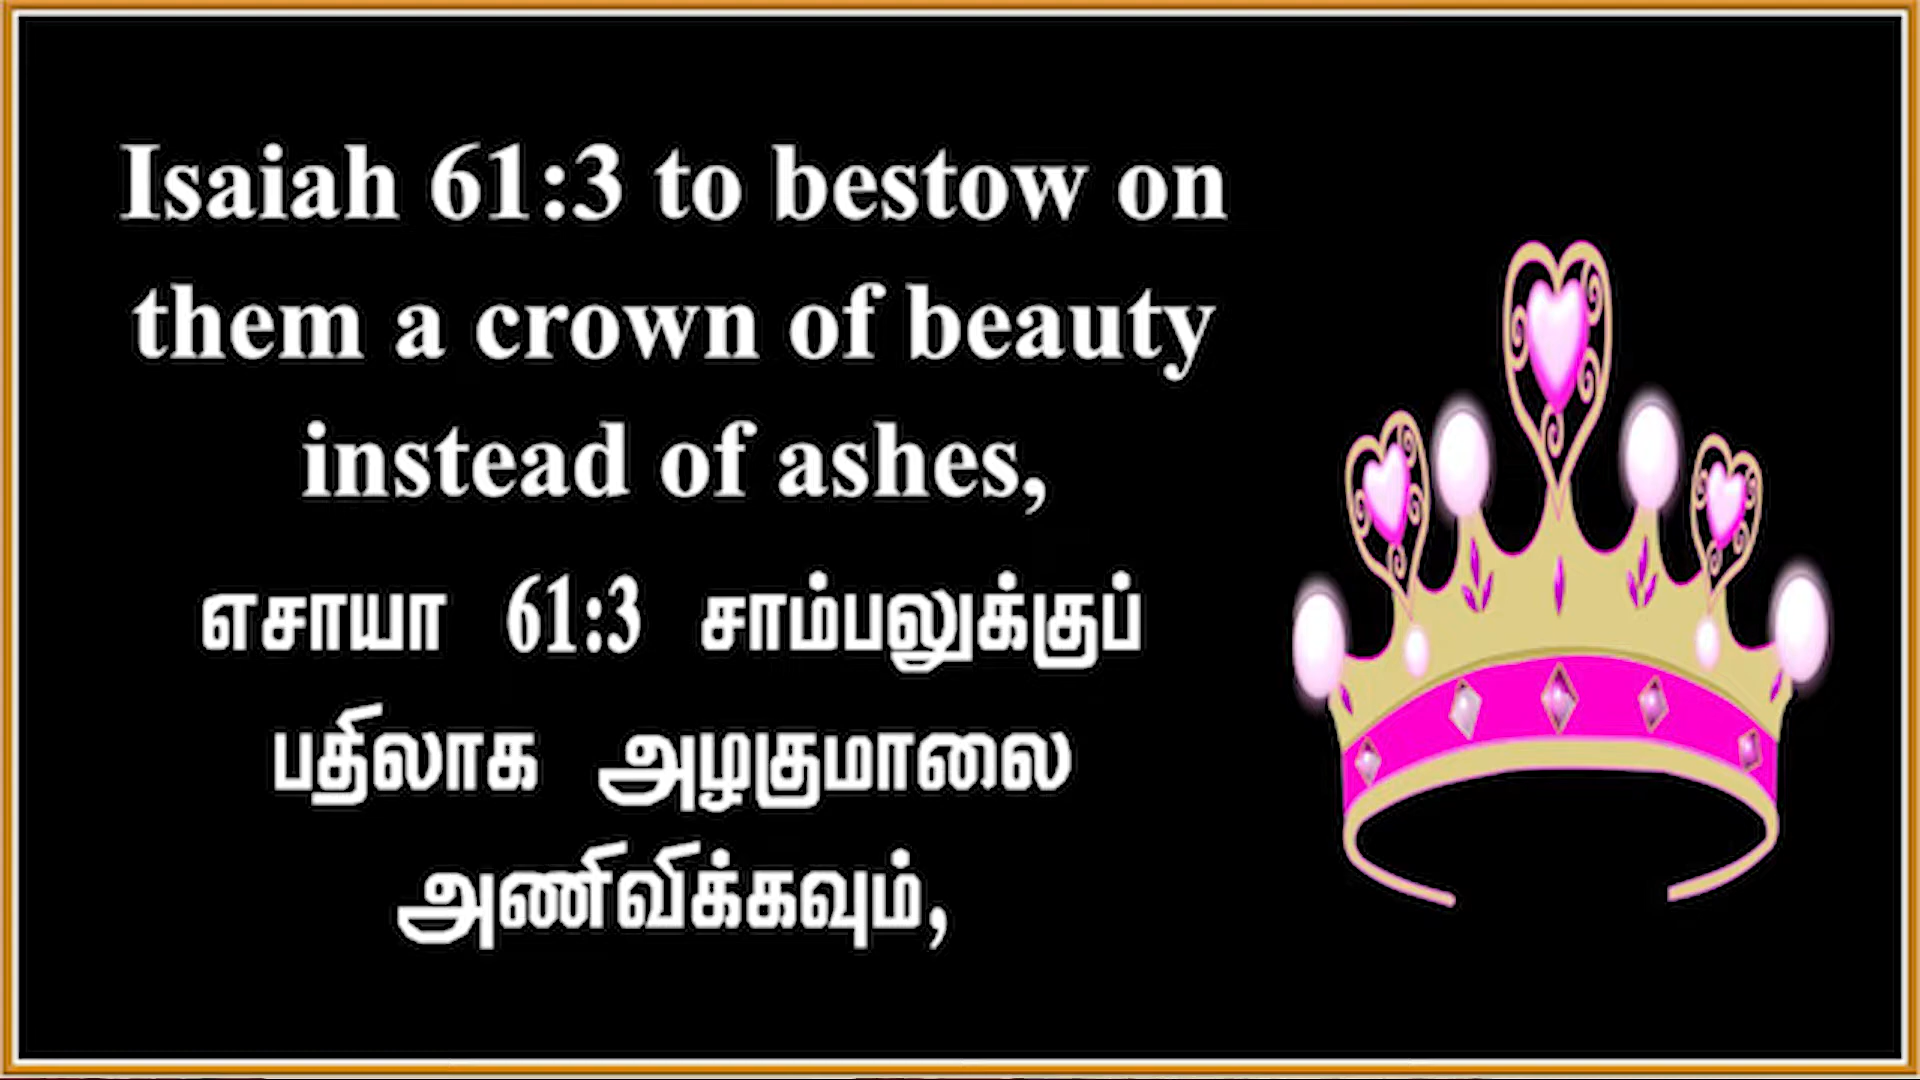 Isaiah 61:3 to bestow on
them a crown of beauty
instead of ashes,
எசாயா 61:3 சாம்பலுக்குப்
பதிலாக அழகுமாலை
அணிவிக்கவும்,